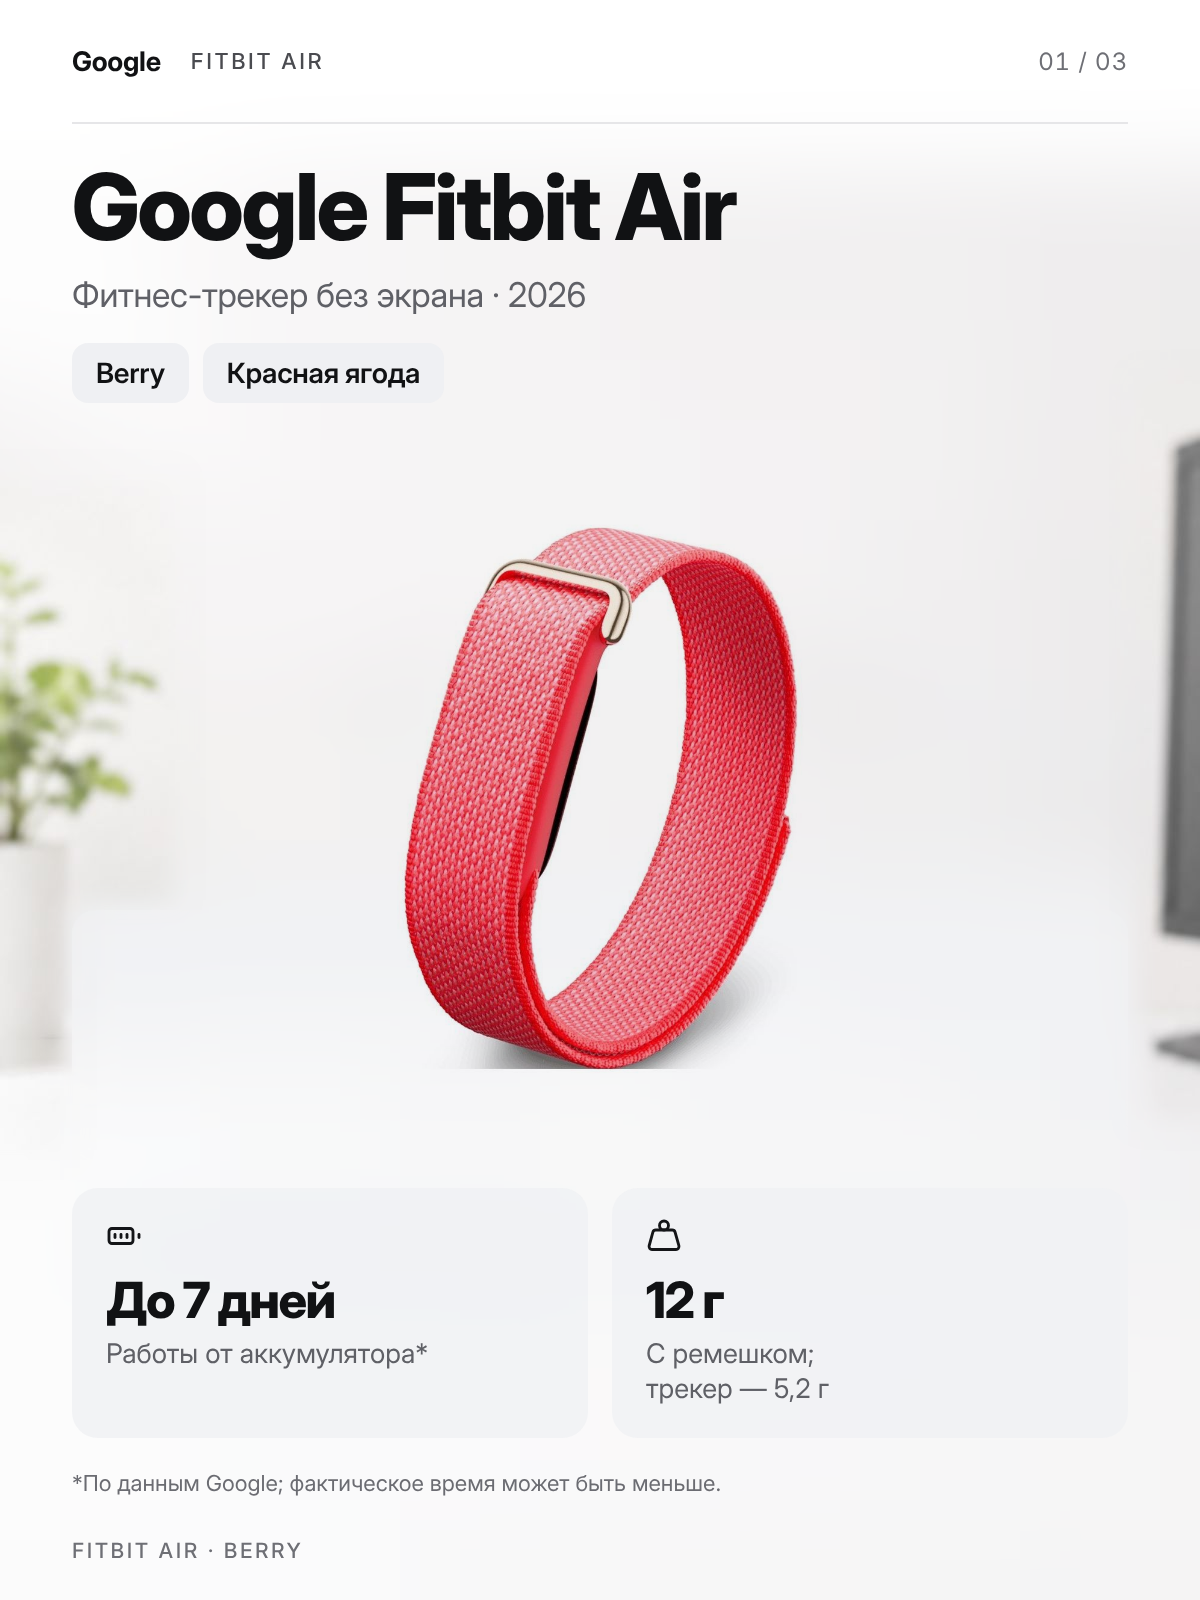 Google FITBIT AIR 01 / 03
Google Fitbit Air
Фитнес-трекер без экрана · 2026
Berry Красная ягода
До 7 дней
Работы от аккумулятора*
12 г
С ремешком;
трекер — 5,2 г
*По данным Google; фактическое время может быть меньше.
FITBIT AIR · BERRY